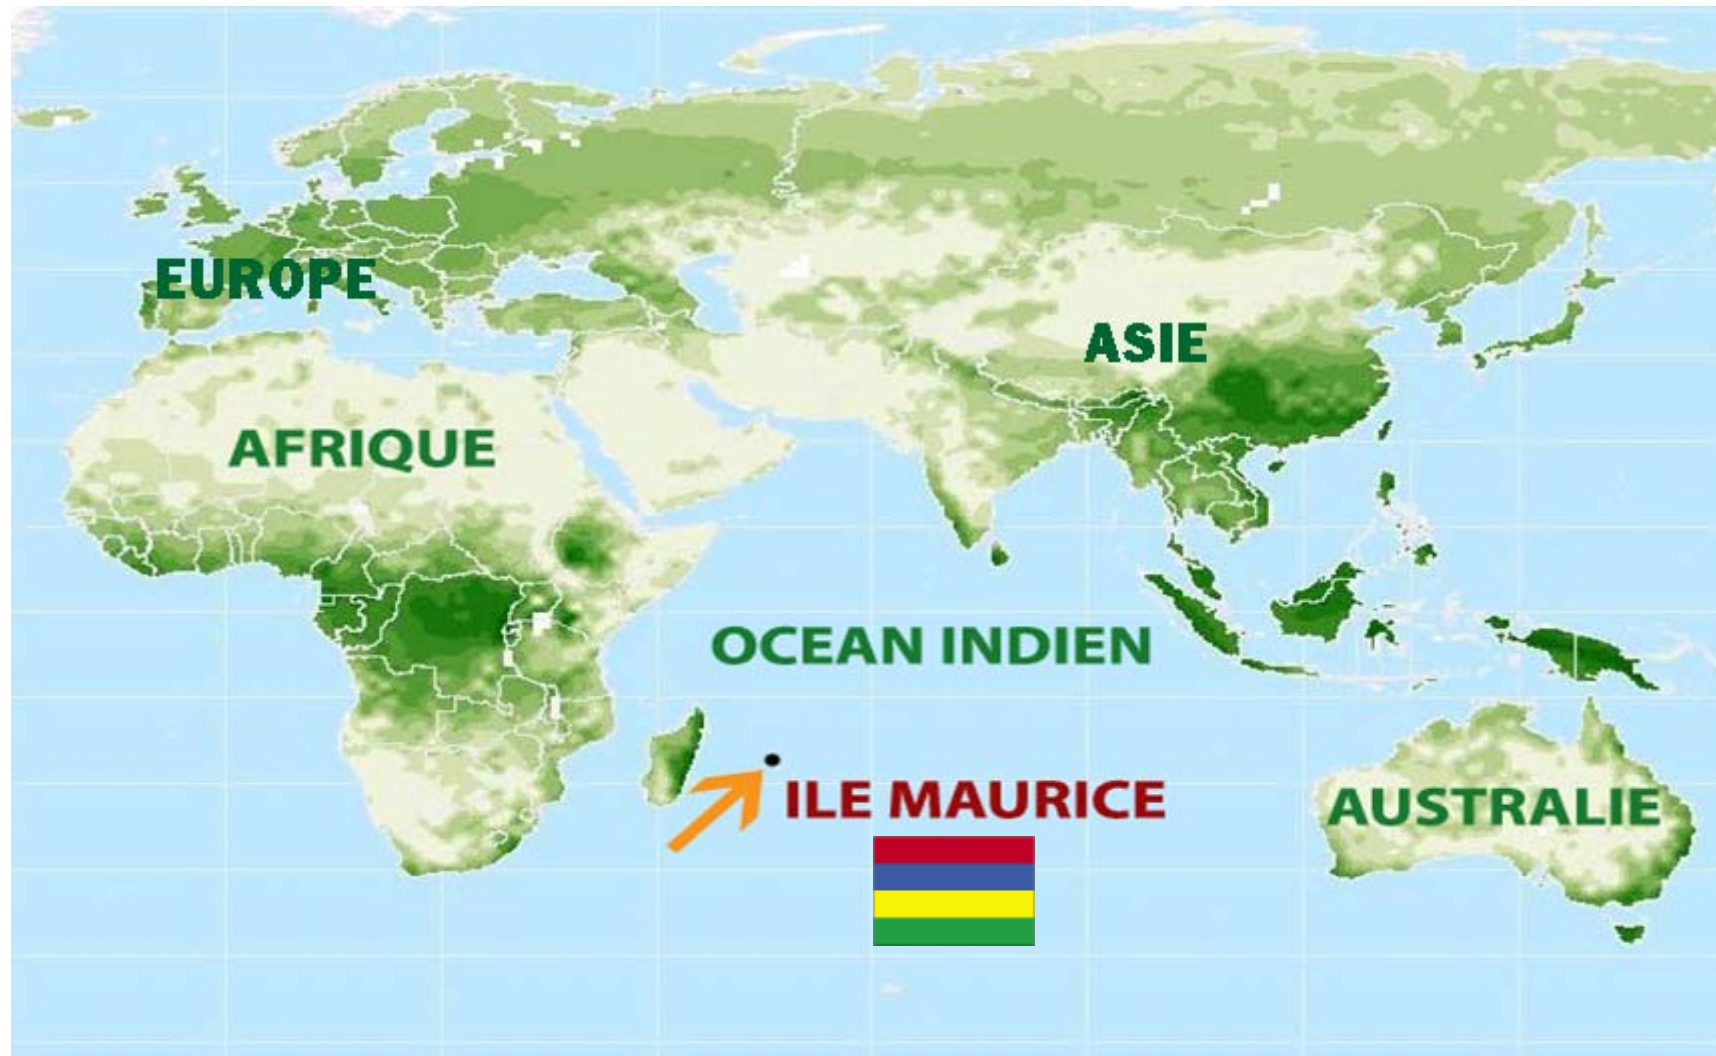 EUROPE
ASIE
AFRIQUE
OCEAN INDIEN
ILE MAURICE
AUSTRALIE